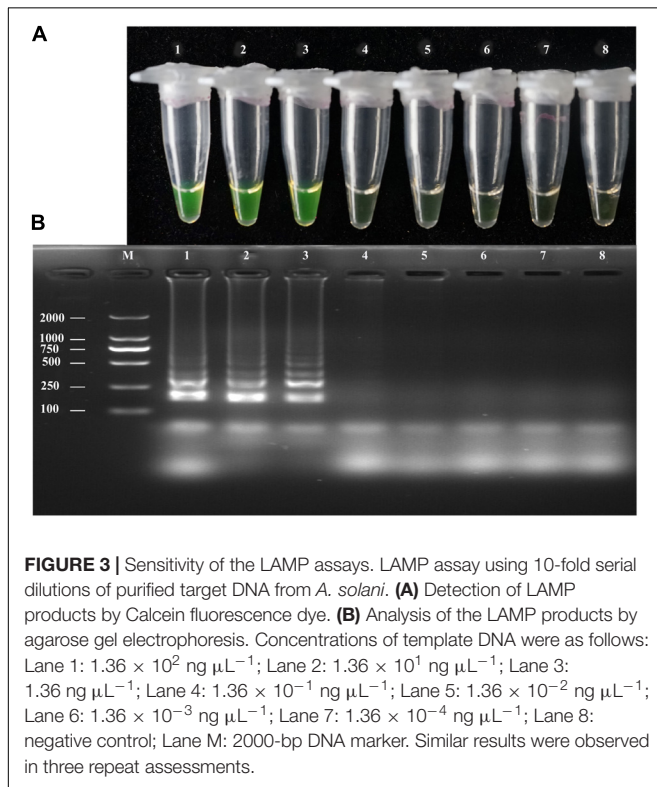 A
1 2 3 4 5 6 7 8
B
M 1 2 3 4 5 6 7 8
2000
1000
750
500
250
100
FIGURE 3 | Sensitivity of the LAMP assays. LAMP assay using 10-fold serial
dilutions of purified target DNA from A. solani. (A) Detection of LAMP
products by Calcein fluorescence dye. (B) Analysis of the LAMP products by
agarose gel electrophoresis. Concentrations of template DNA were as follows:
Lane 1: 1.36 × 10² ng μL⁻¹; Lane 2: 1.36 × 10¹ ng μL⁻¹; Lane 3:
1.36 ng μL⁻¹; Lane 4: 1.36 × 10⁻¹ ng μL⁻¹; Lane 5: 1.36 × 10⁻² ng μL⁻¹;
Lane 6: 1.36 × 10⁻³ ng μL⁻¹; Lane 7: 1.36 × 10⁻⁴ ng μL⁻¹; Lane 8:
negative control; Lane M: 2000-bp DNA marker. Similar results were observed
in three repeat assessments.